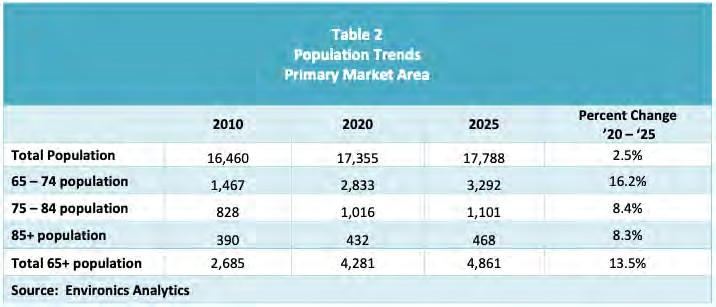 Table 2
Population Trends
Primary Market Area
2010 2020 2025 Percent Change
’20 – ‘25
Total Population 16,460 17,355 17,788 2.5%
65 – 74 population 1,467 2,833 3,292 16.2%
75 – 84 population 828 1,016 1,101 8.4%
85+ population 390 432 468 8.3%
Total 65+ population 2,685 4,281 4,861 13.5%
Source: Environics Analytics